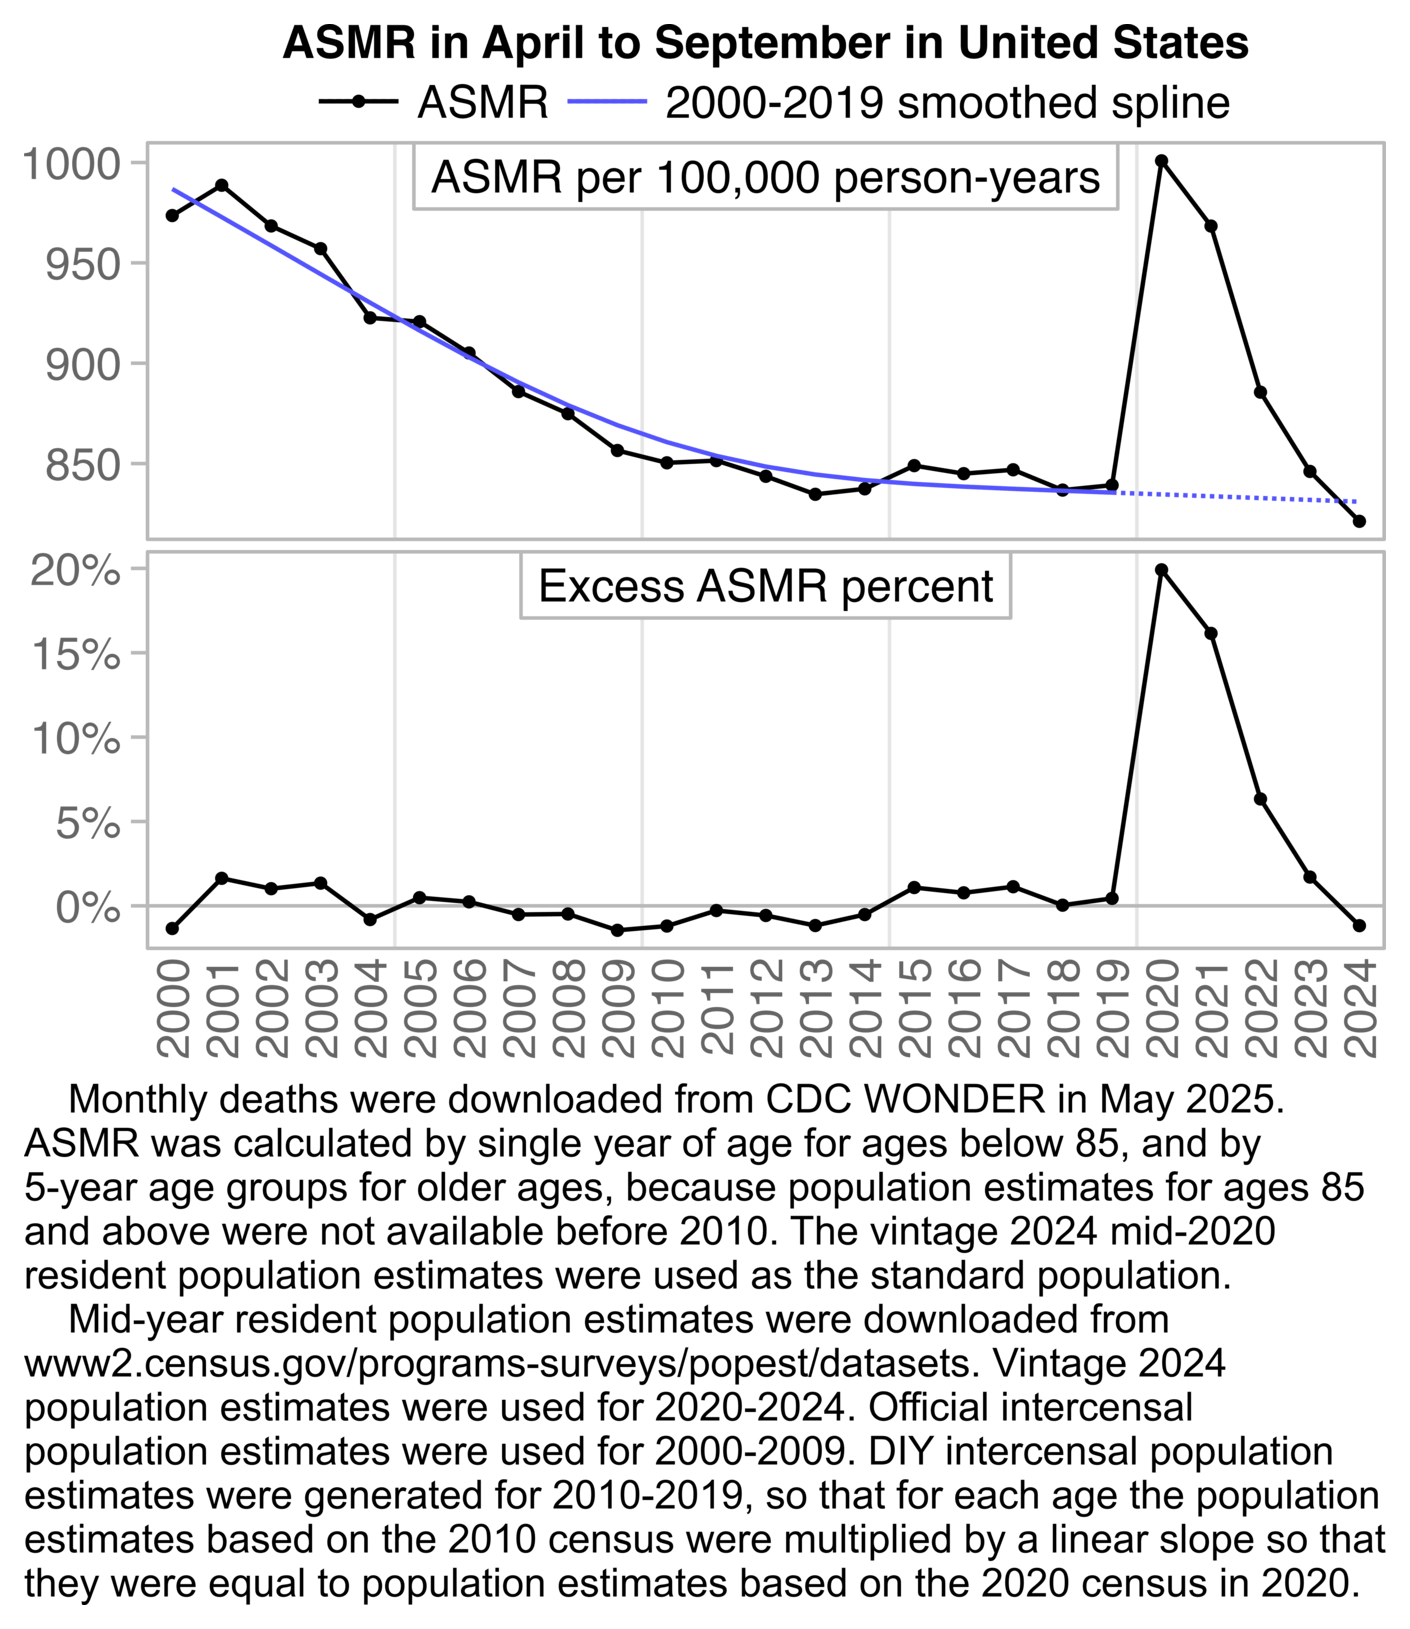 ASMR in April to September in United States
ASMR
2000-2019 smoothed spline
ASMR per 100,000 person-years
1000
950
900
850
Excess ASMR percent
20%
15%
10%
5%
0%
2000
2001
2002
2003
2004
2005
2006
2007
2008
2009
2010
2011
2012
2013
2014
2015
2016
2017
2018
2019
2020
2021
2022
2023
2024
Monthly deaths were downloaded from CDC WONDER in May 2025.
ASMR was calculated by single year of age for ages below 85, and by
5-year age groups for older ages, because population estimates for ages 85
and above were not available before 2010. The vintage 2024 mid-2020
resident population estimates were used as the standard population.
Mid-year resident population estimates were downloaded from
www2.census.gov/programs-surveys/popest/datasets. Vintage 2024
population estimates were used for 2020-2024. Official intercensal
population estimates were used for 2000-2009. DIY intercensal population
estimates were generated for 2010-2019, so that for each age the population
estimates based on the 2010 census were multiplied by a linear slope so that
they were equal to population estimates based on the 2020 census in 2020.